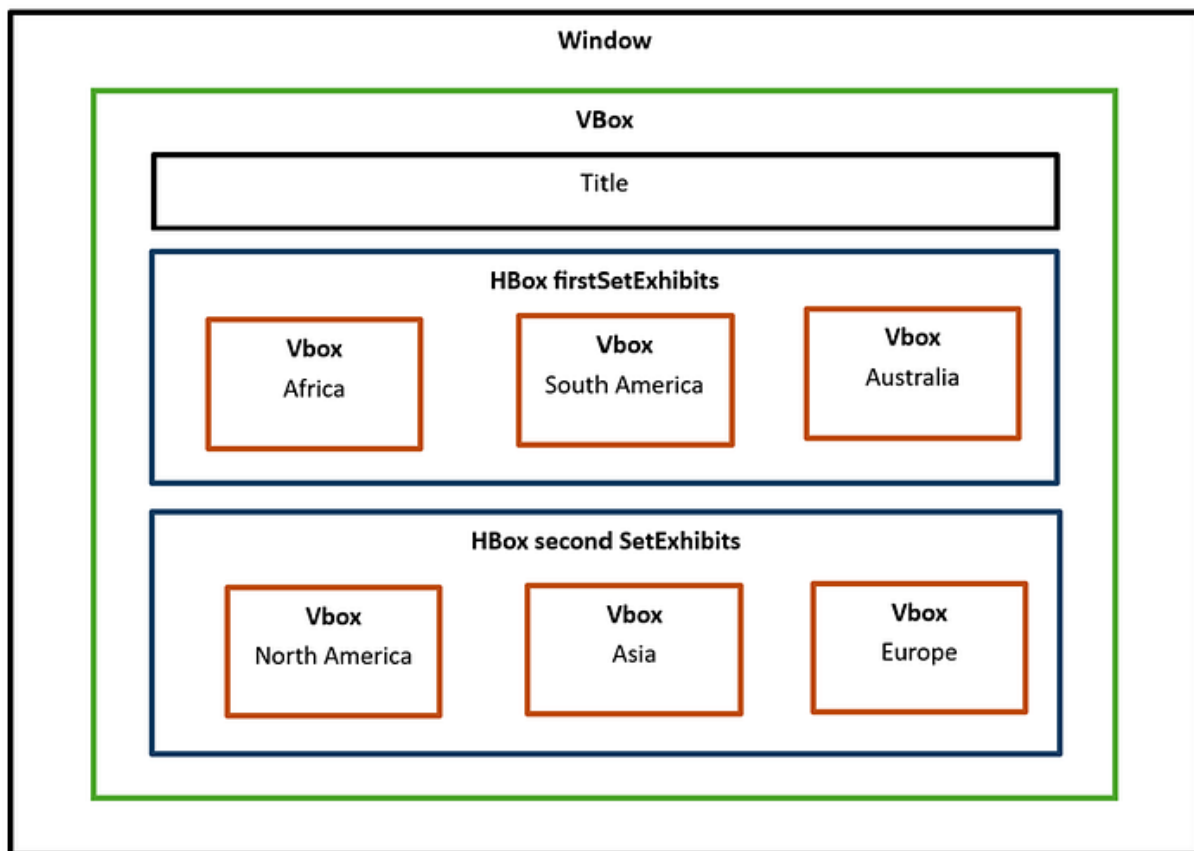 Window
VBox
Title
HBox firstSetExhibits
Vbox
Africa
Vbox
South America
Vbox
Australia
HBox second SetExhibits
Vbox
North America
Vbox
Asia
Vbox
Europe